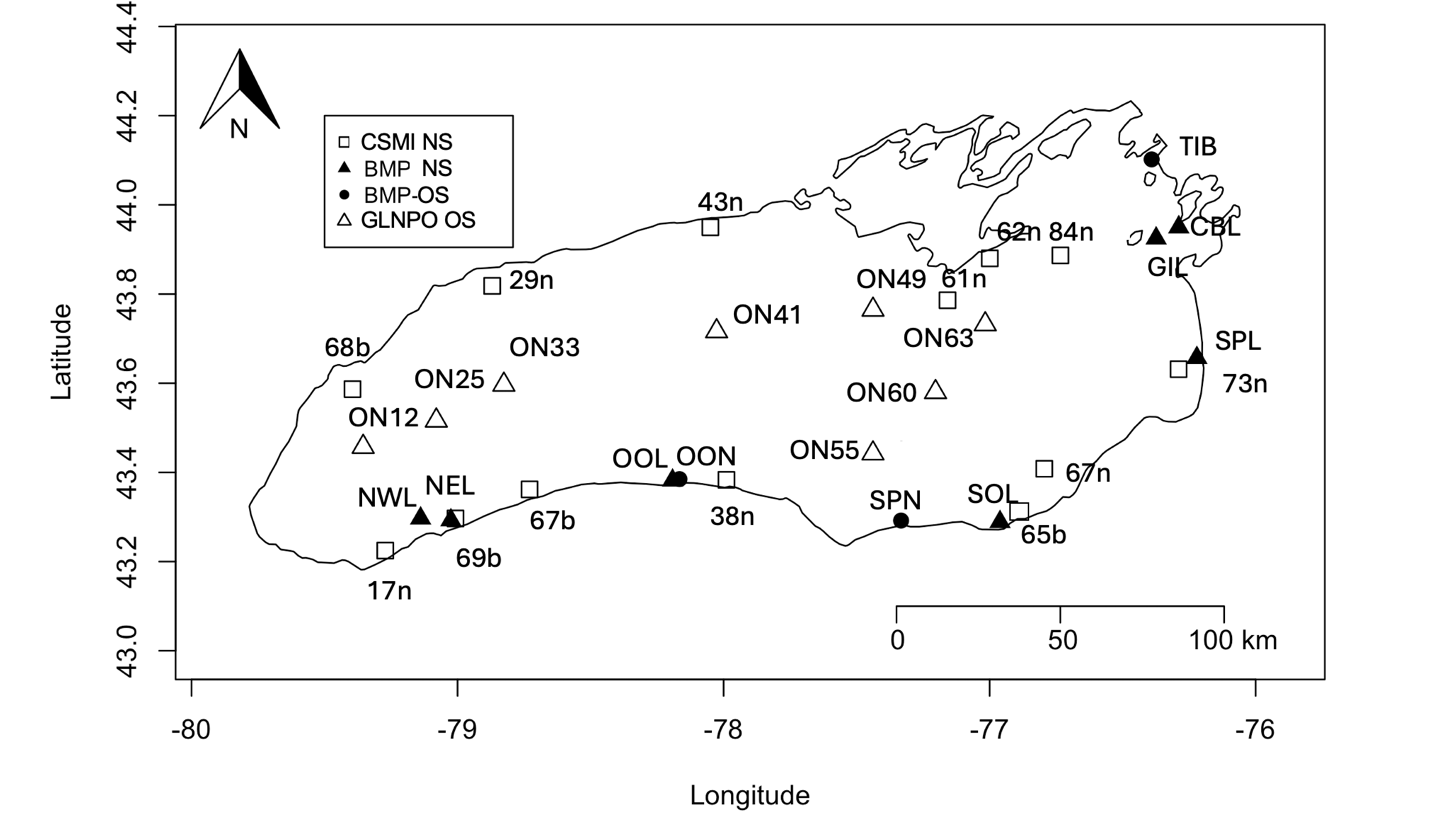 44.4
44.2
44.0
43.8
43.6
43.4
43.2
43.0
Latitude
N
CSMI NS
BMP NS
BMP-OS
GLNPO OS
TIB
43n
CBL
62n 84n
GIL
29n
ON49 61n
ON41
ON63
SPL
ON33
68b
73n
ON25
ON60
ON12
ON55
OOL OON
67n
NWL NEL
SPN
SOL
67b
38n
65b
69b
17n
0 50 100 km
-80 -79 -78 -77 -76
Longitude